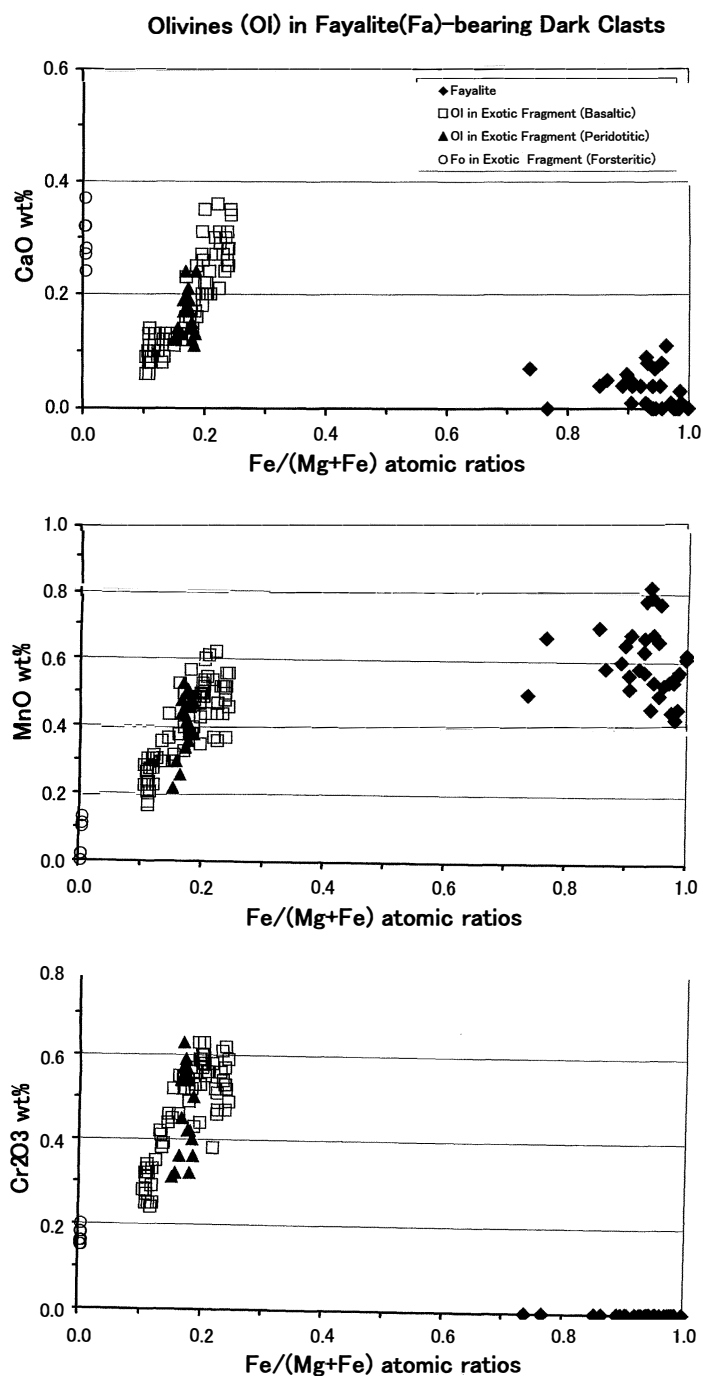 Olivines (Ol) in Fayalite(Fa)-bearing Dark Clasts
CaO wt%
0.6
0.4
0.2
0.0
◆Fayalite
□Ol in Exotic Fragment (Basaltic)
▲Ol in Exotic Fragment (Peridotitic)
○Fo in Exotic Fragment (Forsteritic)
0.0 0.2 0.4 0.6 0.8 1.0
Fe/(Mg+Fe) atomic ratios
MnO wt%
1.0
0.8
0.6
0.4
0.2
0.0
0.0 0.2 0.4 0.6 0.8 1.0
Fe/(Mg+Fe) atomic ratios
Cr2O3 wt%
0.8
0.6
0.4
0.2
0.0
0.0 0.2 0.4 0.6 0.8 1.0
Fe/(Mg+Fe) atomic ratios